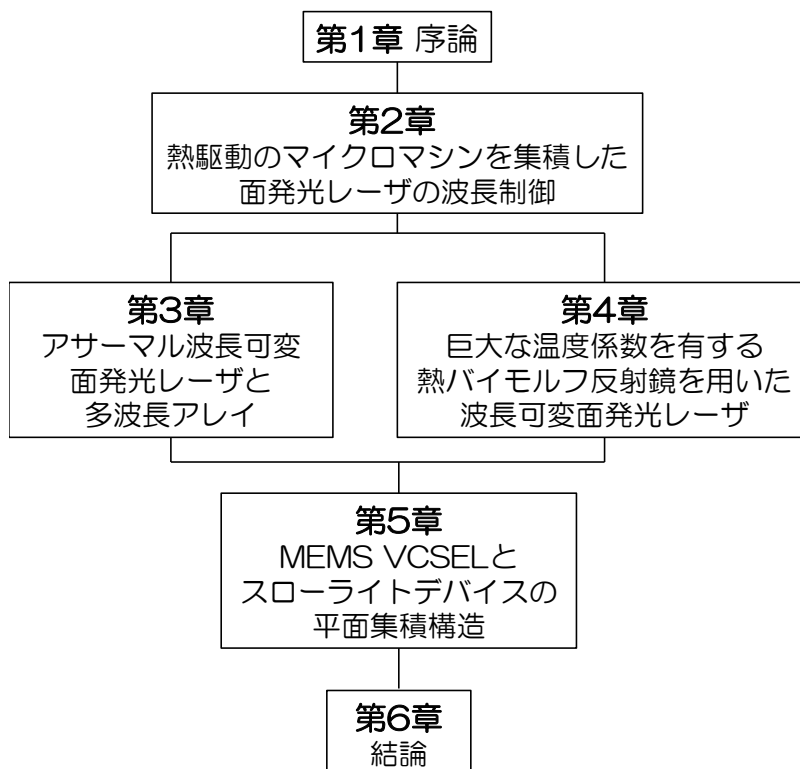 第1章 序論
第2章
熱駆動のマイクロマシンを集積した
面発光レーザの波長制御
第3章
アサーマル波長可変
面発光レーザと
多波長アレイ
第4章
巨大な温度係数を有する
熱バイモルフ反射鏡を用いた
波長可変面発光レーザ
第5章
MEMS VCSELと
スローライトデバイスの
平面集積構造
第6章
結論